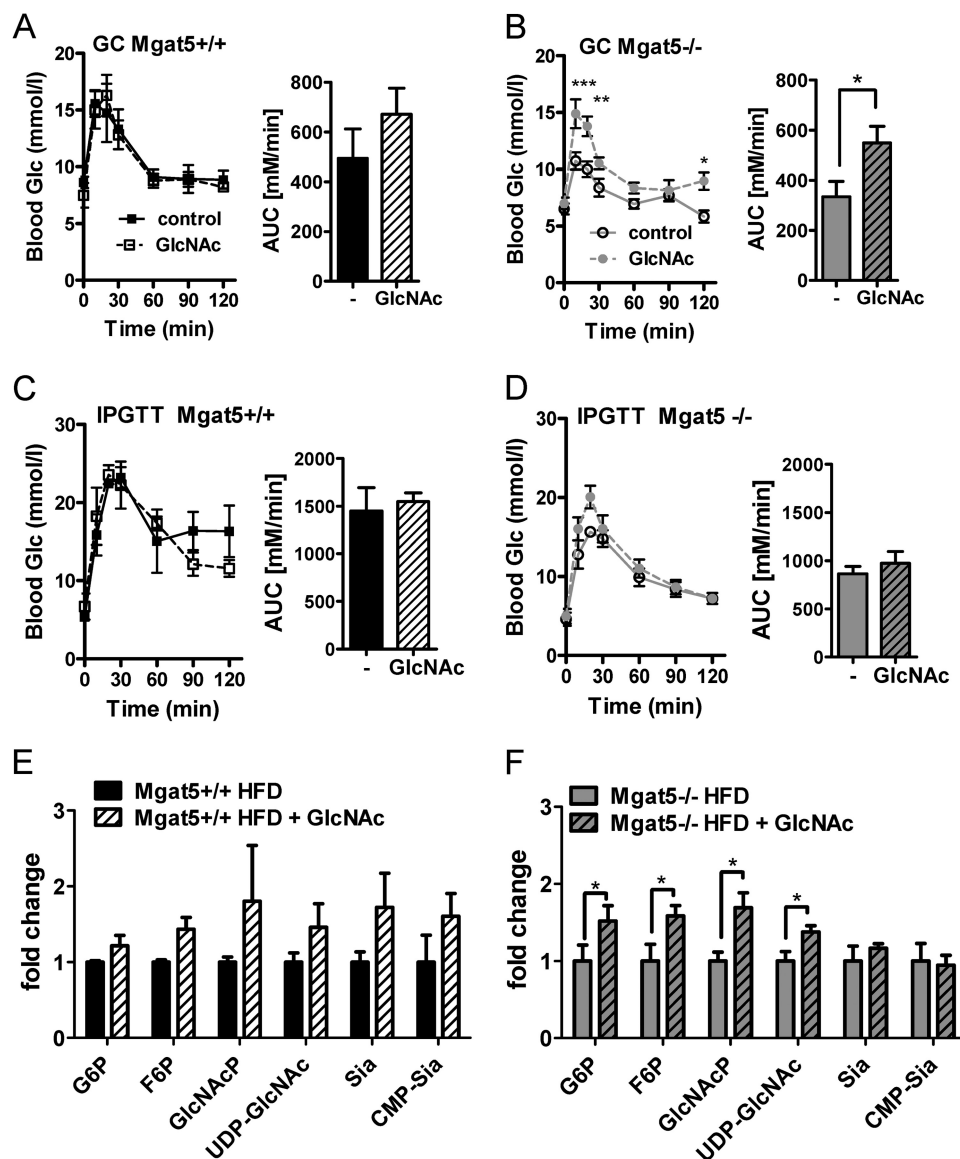 A
GC Mgat5+/+
Blood Glc (mmol/l)
20
15
10
5
0
control
GlcNAc
0 30 60 90 120
Time (min)
AUC [mM/min]
800
600
400
200
0
- GlcNAc
B
GC Mgat5-/-
Blood Glc (mmol/l)
20
15
10
5
0
***
**
*
control
GlcNAc
0 30 60 90 120
Time (min)
AUC [mM/min]
800
600
400
200
0
*
- GlcNAc
C
IPGTT Mgat5+/+
Blood Glc (mmol/l)
30
20
10
0
0 30 60 90 120
Time (min)
AUC [mM/min]
2000
1500
1000
500
0
- GlcNAc
D
IPGTT Mgat5 -/-
Blood Glc (mmol/l)
30
20
10
0
0 30 60 90 120
Time (min)
AUC [mM/min]
2000
1500
1000
500
0
- GlcNAc
E
Mgat5+/+ HFD
Mgat5+/+ HFD + GlcNAc
fold change
3
2
1
0
G6P
F6P
GlcNAcP
UDP-GlcNAc
Sia
CMP-Sia
F
Mgat5-/- HFD
Mgat5-/- HFD + GlcNAc
fold change
3
2
1
0
*
*
*
*
G6P
F6P
GlcNAcP
UDP-GlcNAc
Sia
CMP-Sia